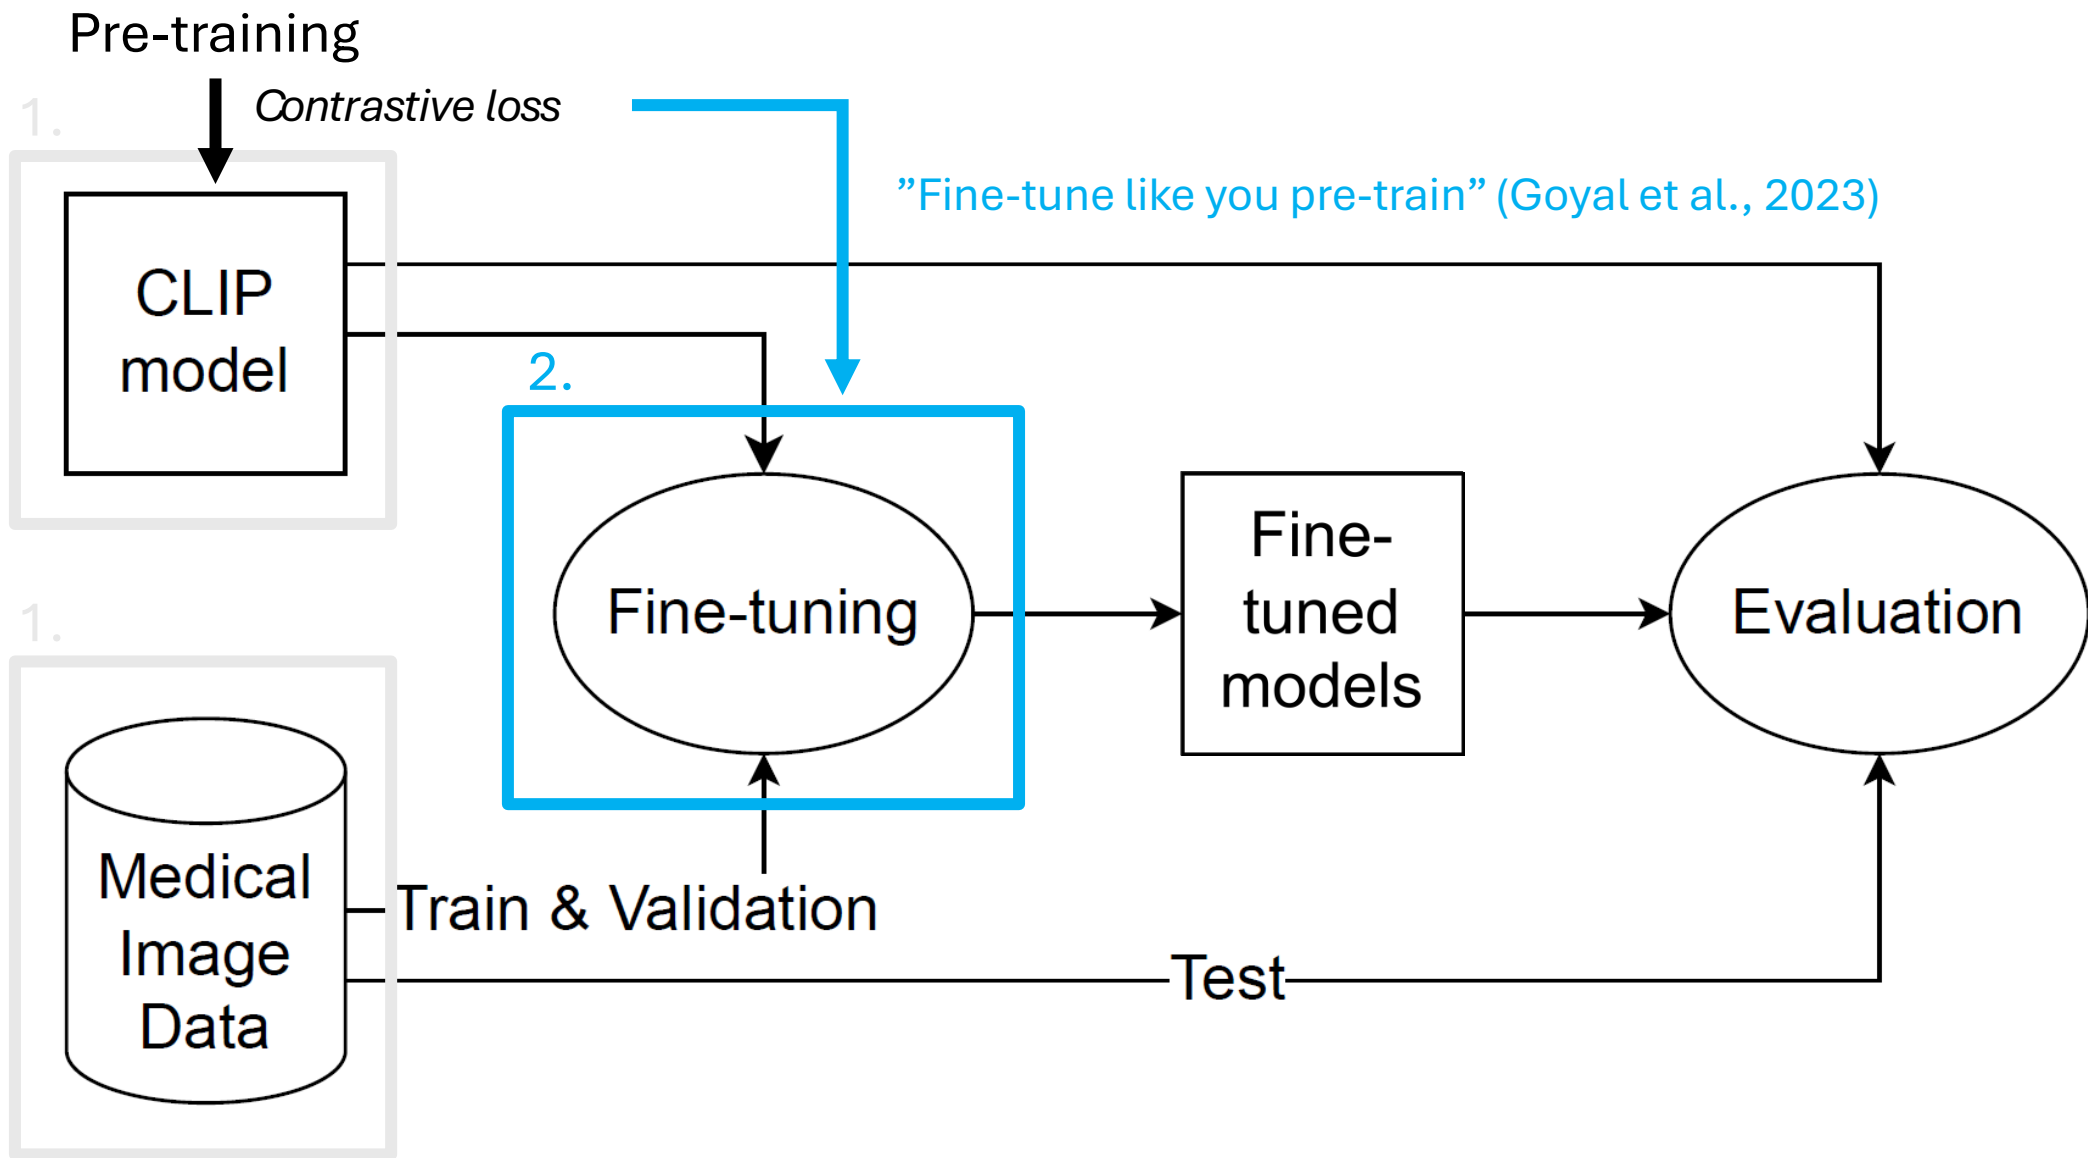 Pre-training
Contrastive loss
1.
”Fine-tune like you pre-train” (Goyal et al., 2023)
CLIP
model
2.
Fine-tuning
Fine-
tuned
models
Evaluation
1.
Medical
Image
Data
Train & Validation
Test